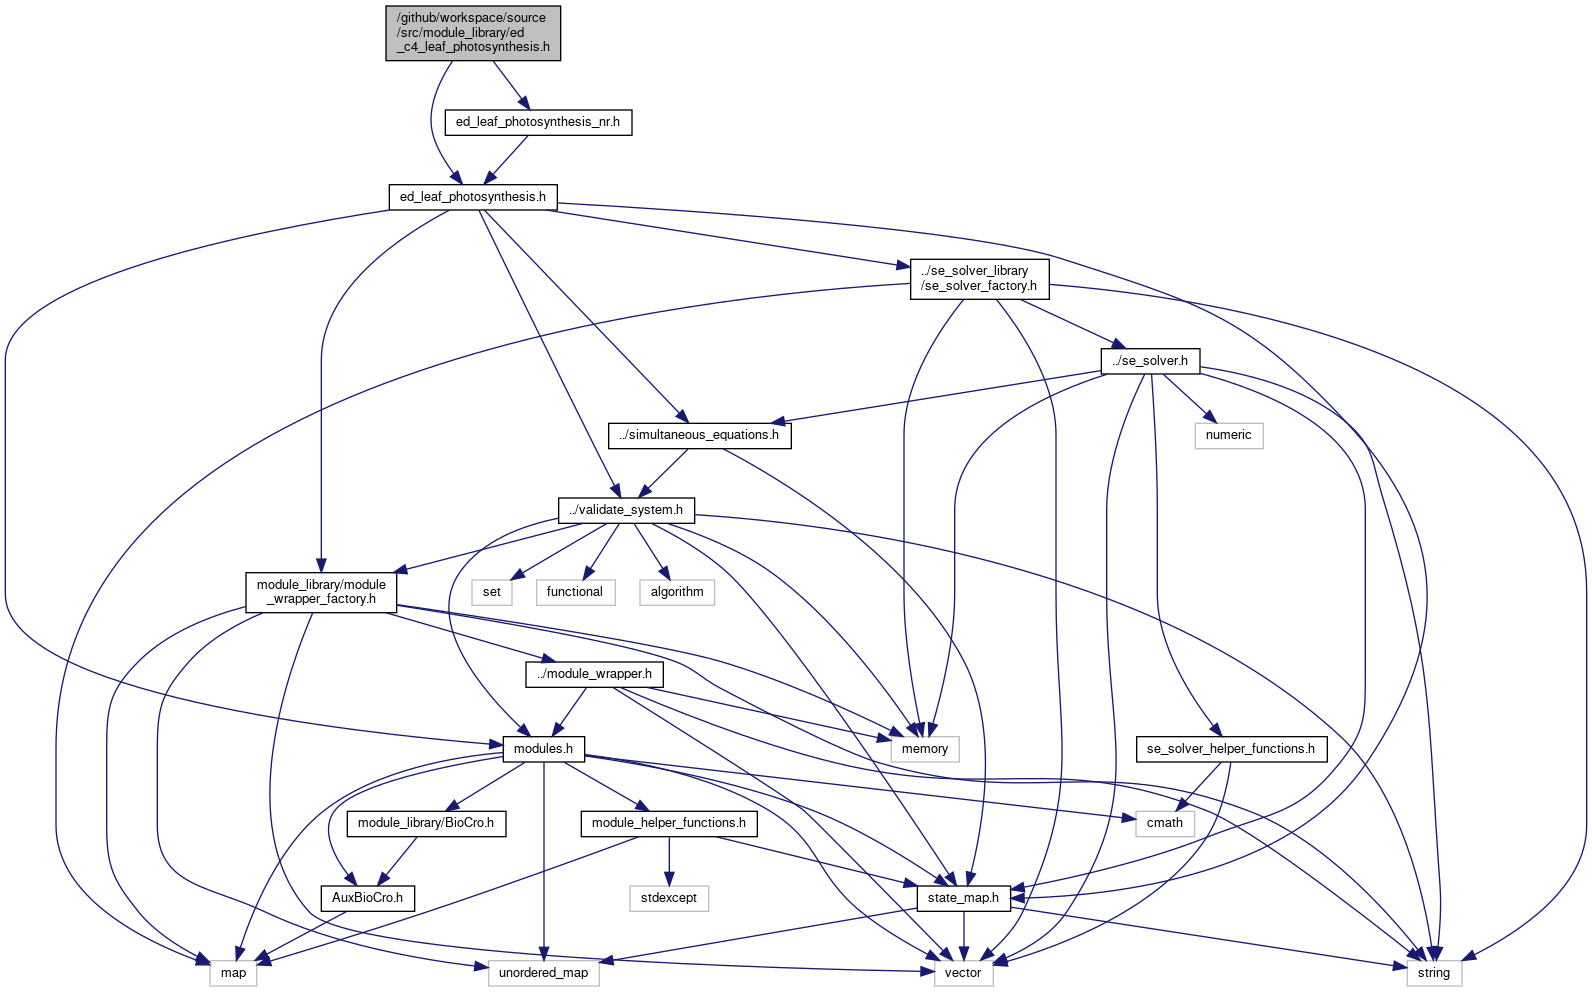 /github/workspace/source
/src/module_library/ed
_c4_leaf_photosynthesis.h
ed_leaf_photosynthesis_nr.h
ed_leaf_photosynthesis.h
../se_solver_library
/se_solver_factory.h
../se_solver.h
../simultaneous_equations.h
numeric
../validate_system.h
module_library/module
_wrapper_factory.h
set
functional
algorithm
../module_wrapper.h
modules.h
memory
se_solver_helper_functions.h
module_library/BioCro.h
module_helper_functions.h
cmath
AuxBioCro.h
stdexcept
state_map.h
map
unordered_map
vector
string